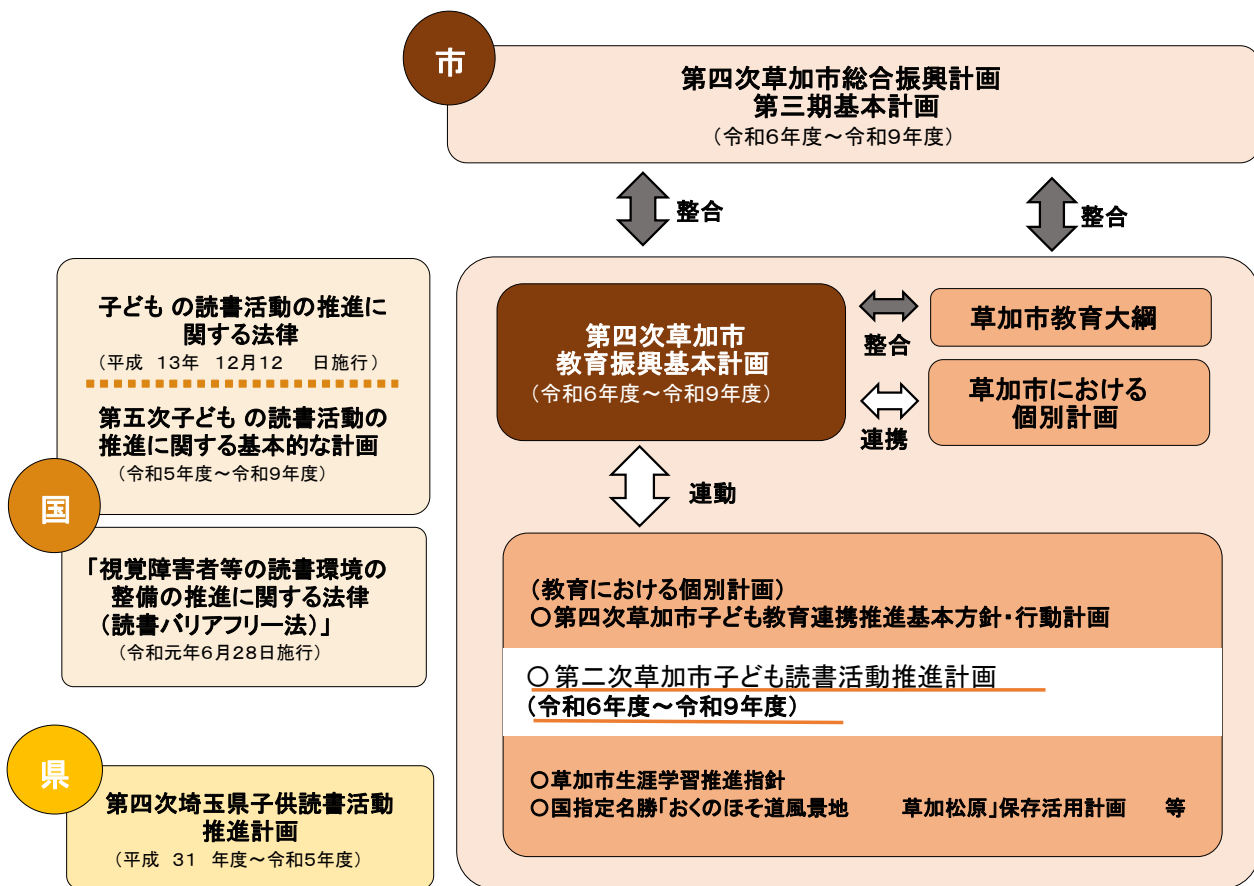 市
第四次草加市総合振興計画
第三期基本計画
（令和6年度～令和9年度）
整合
整合
子ども の読書活動の推進に
関する法律
（平成 13年 12月12 日施行）
第五次子ども の読書活動の
推進に関する基本的な計画
（令和5年度～令和9年度）
国
「視覚障害者等の読書環境の
整備の推進に関する法律
（読書バリアフリー法）」
（令和元年6月28日施行）
県
第四次埼玉県子供読書活動
推進計画
（平成 31 年度～令和5年度）
第四次草加市
教育振興基本計画
（令和6年度～令和9年度）
整合
草加市教育大綱
連携
草加市における
個別計画
連動
（教育における個別計画）
○第四次草加市子ども教育連携推進基本方針・行動計画
○第二次草加市子ども読書活動推進計画
（令和6年度～令和9年度）
○草加市生涯学習推進指針
○国指定名勝「おくのほそ道風景地 草加松原」保存活用計画 等